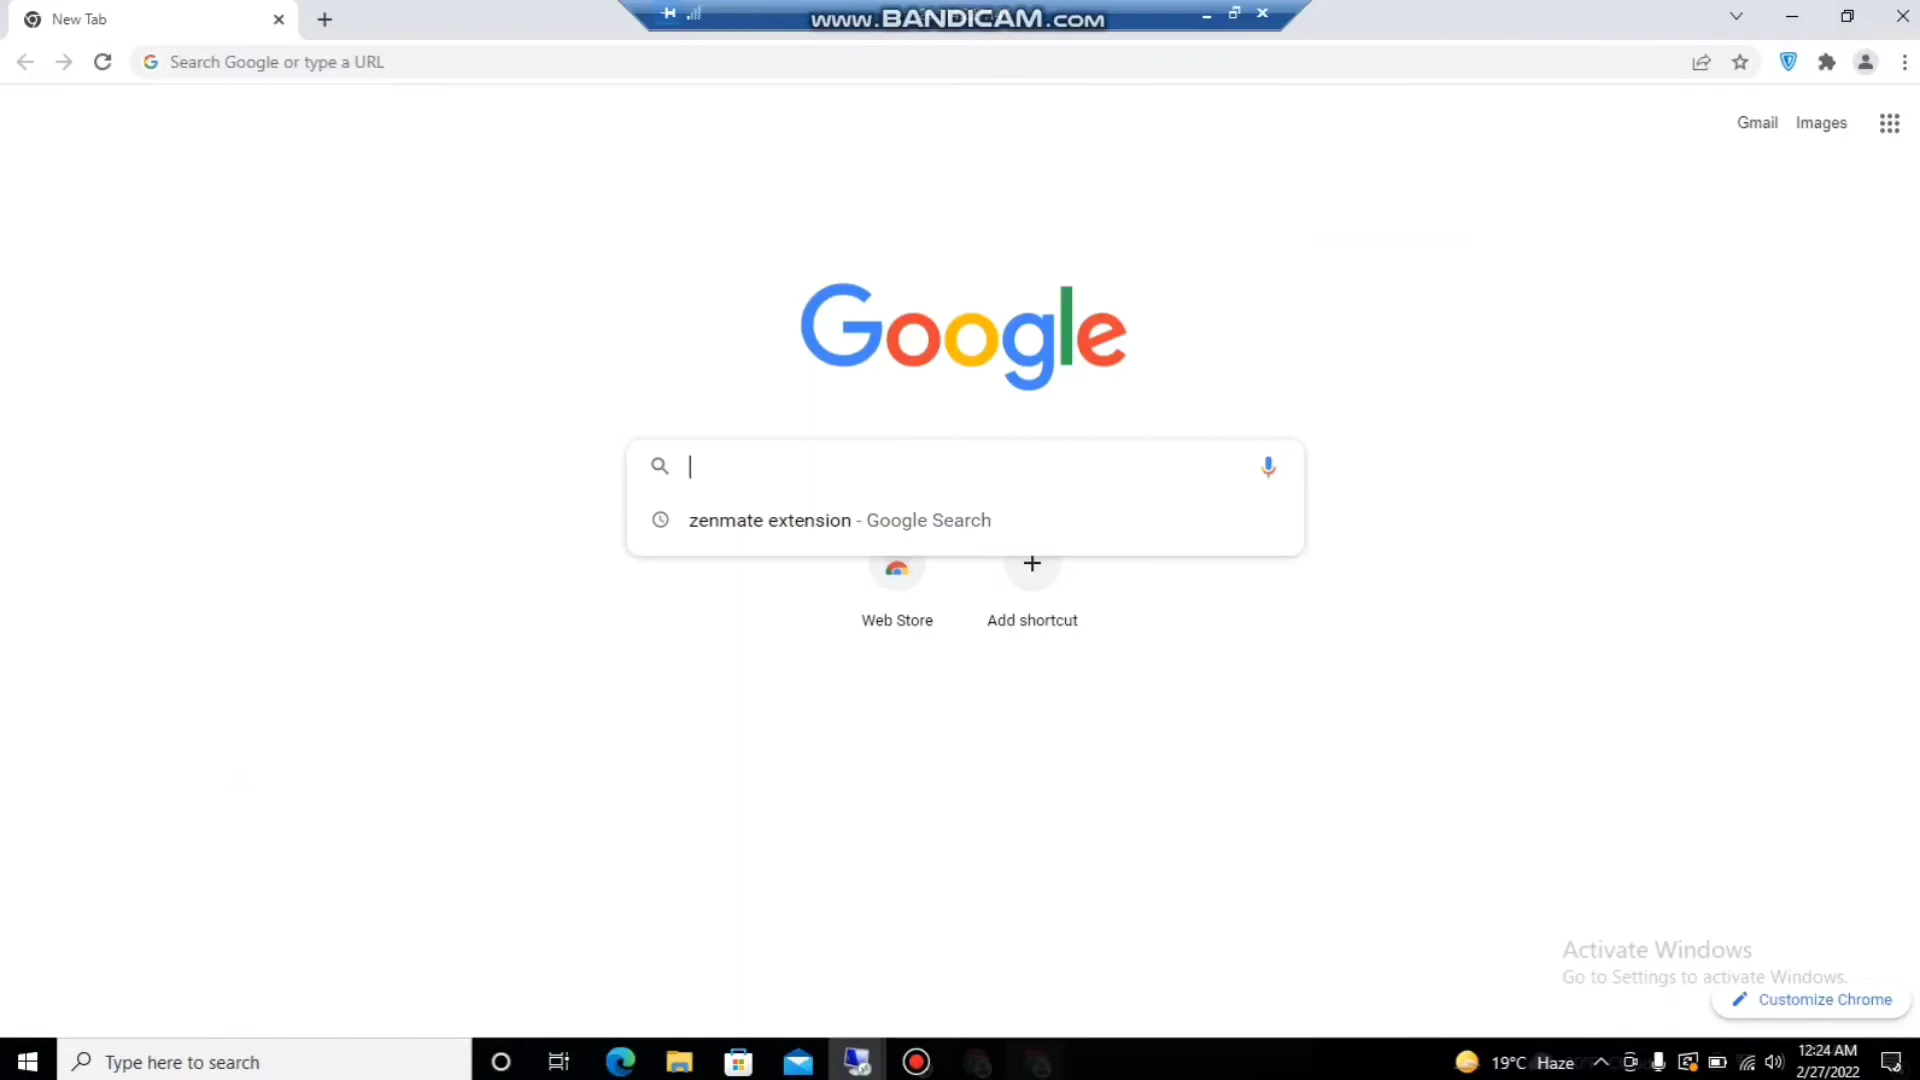 New Tab
www.BANDICAM.com
Search Google or type a URL
Gmail Images
Google
zenmate extension - Google Search
Web Store Add shortcut
Activate Windows
Go to Settings to activate Windows.
Customize Chrome
Type here to search
19°C Haze
12:24 AM
2/27/2022